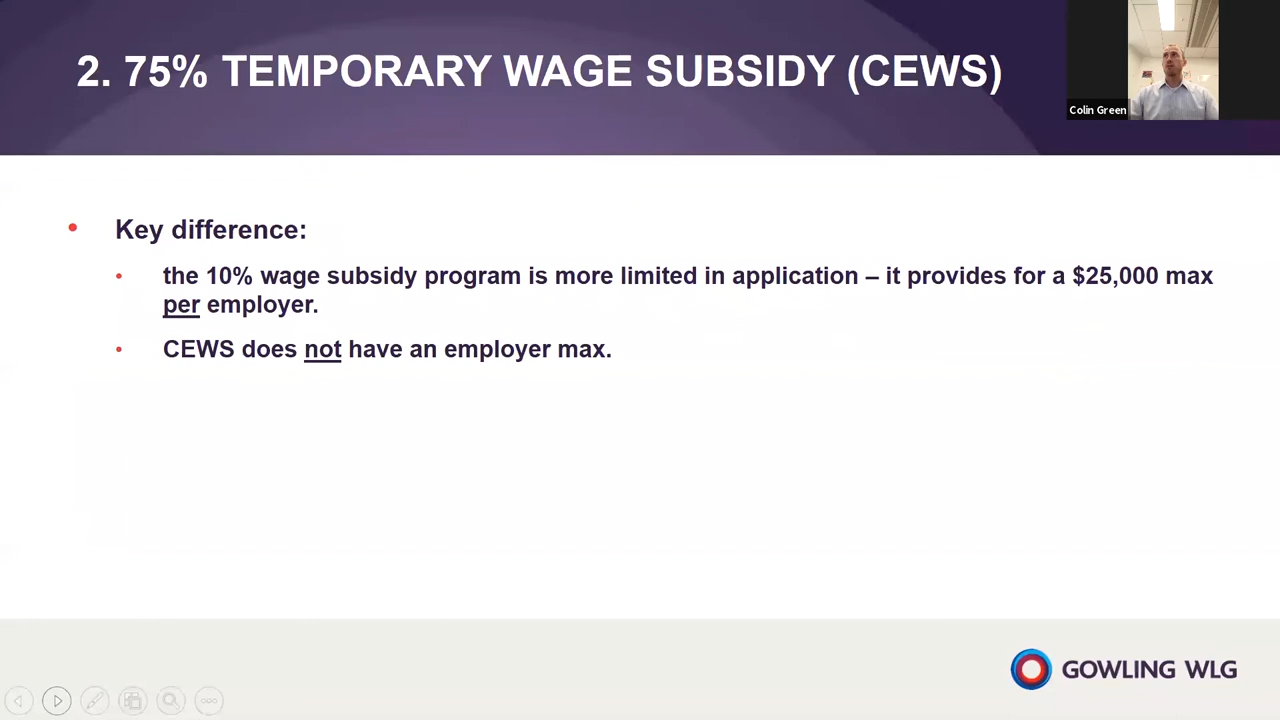 2. 75% TEMPORARY WAGE SUBSIDY (CEWS)
Colin Green
Key difference:
the 10% wage subsidy program is more limited in application – it provides for a $25,000 max
per employer.
CEWS does not have an employer max.
GOWLING WLG